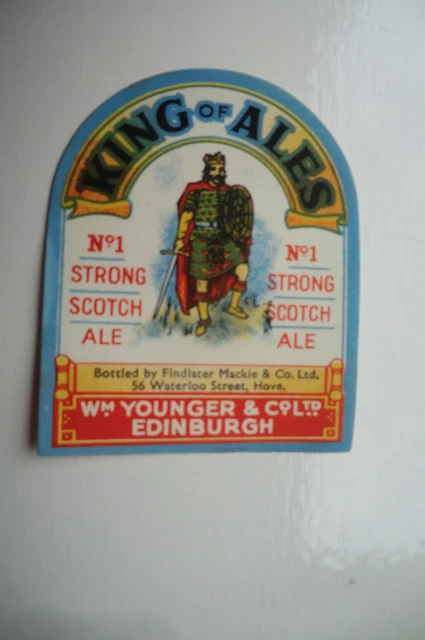 KING OF ALES
Nº1
STRONG
SCOTCH
ALE
Nº1
STRONG
SCOTCH
ALE
Bottled by Findlater Mackie & Co. Ltd.
56 Waterloo Street, Hove.
WM YOUNGER & CO LTD
EDINBURGH